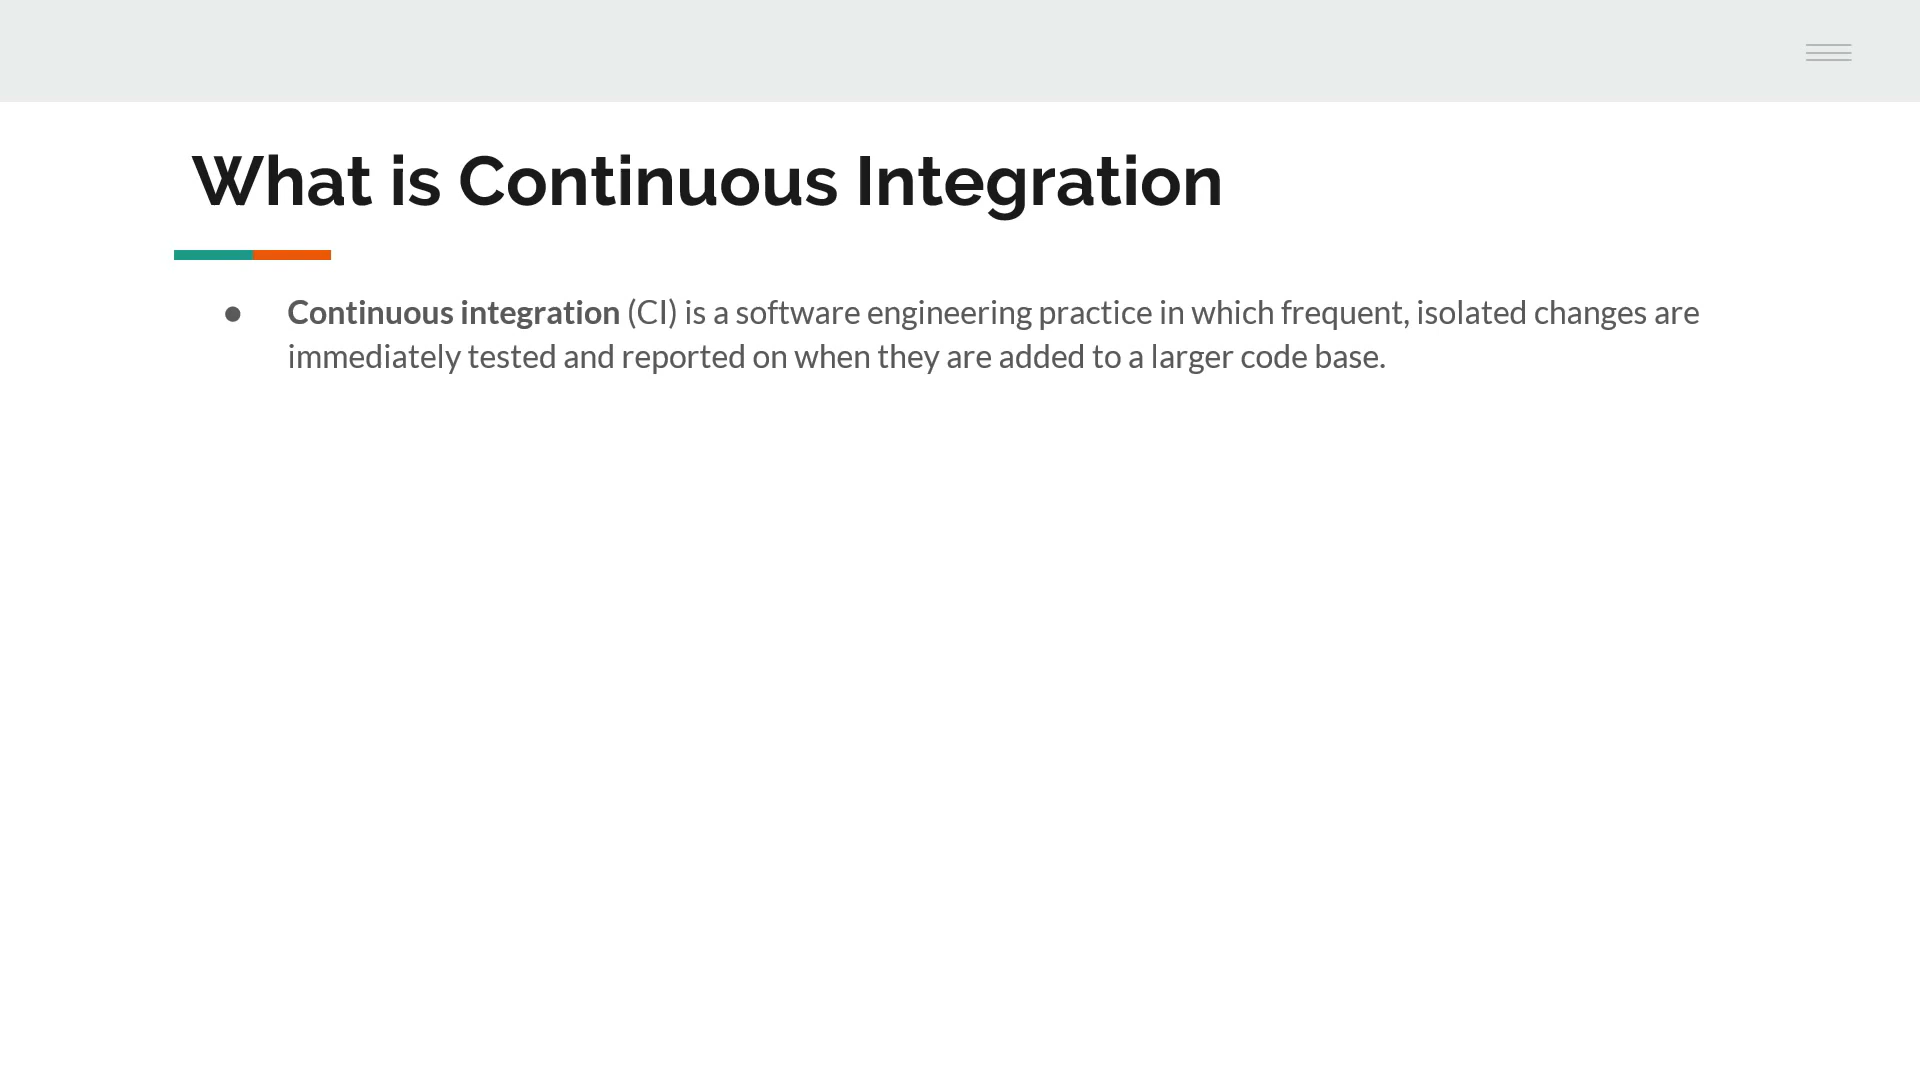 What is Continuous Integration
● Continuous integration (CI) is a software engineering practice in which frequent, isolated changes are
immediately tested and reported on when they are added to a larger code base.